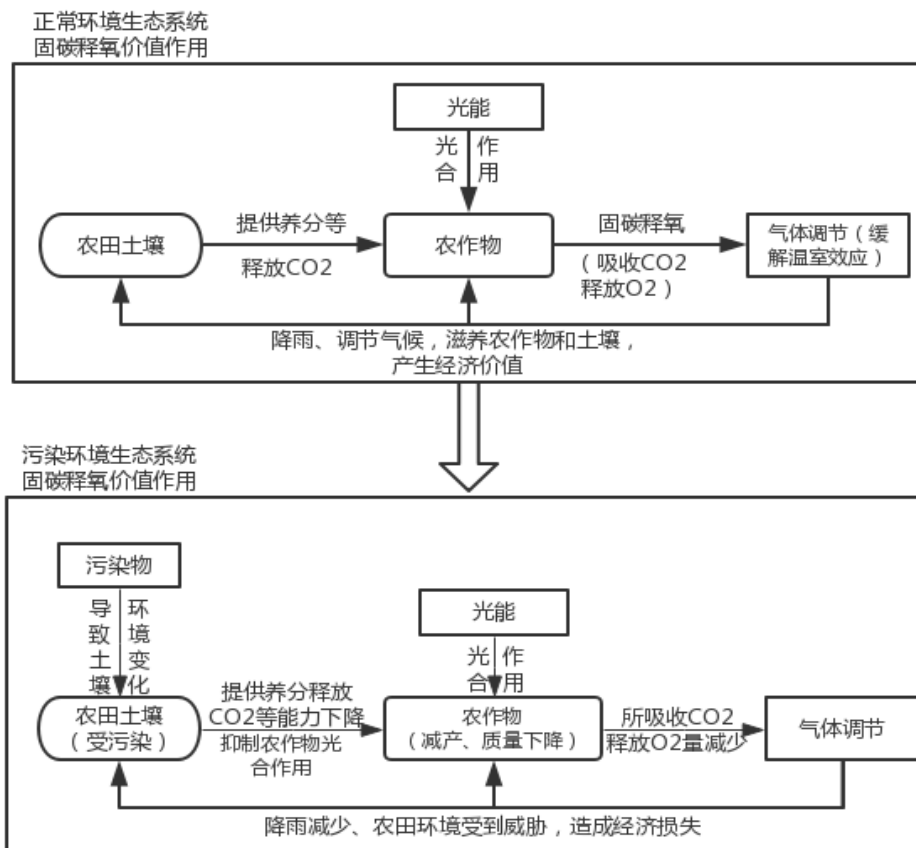 正常环境生态系统
固碳释氧价值作用
光能
光合
作用
农田土壤
提供养分等
释放CO2
农作物
固碳释氧
（吸收CO2
释放O2）
气体调节（缓
解温室效应）
降雨、调节气候，滋养农作物和土壤，
产生经济价值
污染环境生态系统
固碳释氧价值作用
污染物
导致土壤
环境变化
光能
光合
作用
农田土壤
（受污染）
提供养分释放
CO2等能力下降
抑制农作物光
合作用
农作物
（减产、质量下降）
所吸收CO2
释放O2量减少
气体调节
降雨减少、农田环境受到威胁，造成经济损失